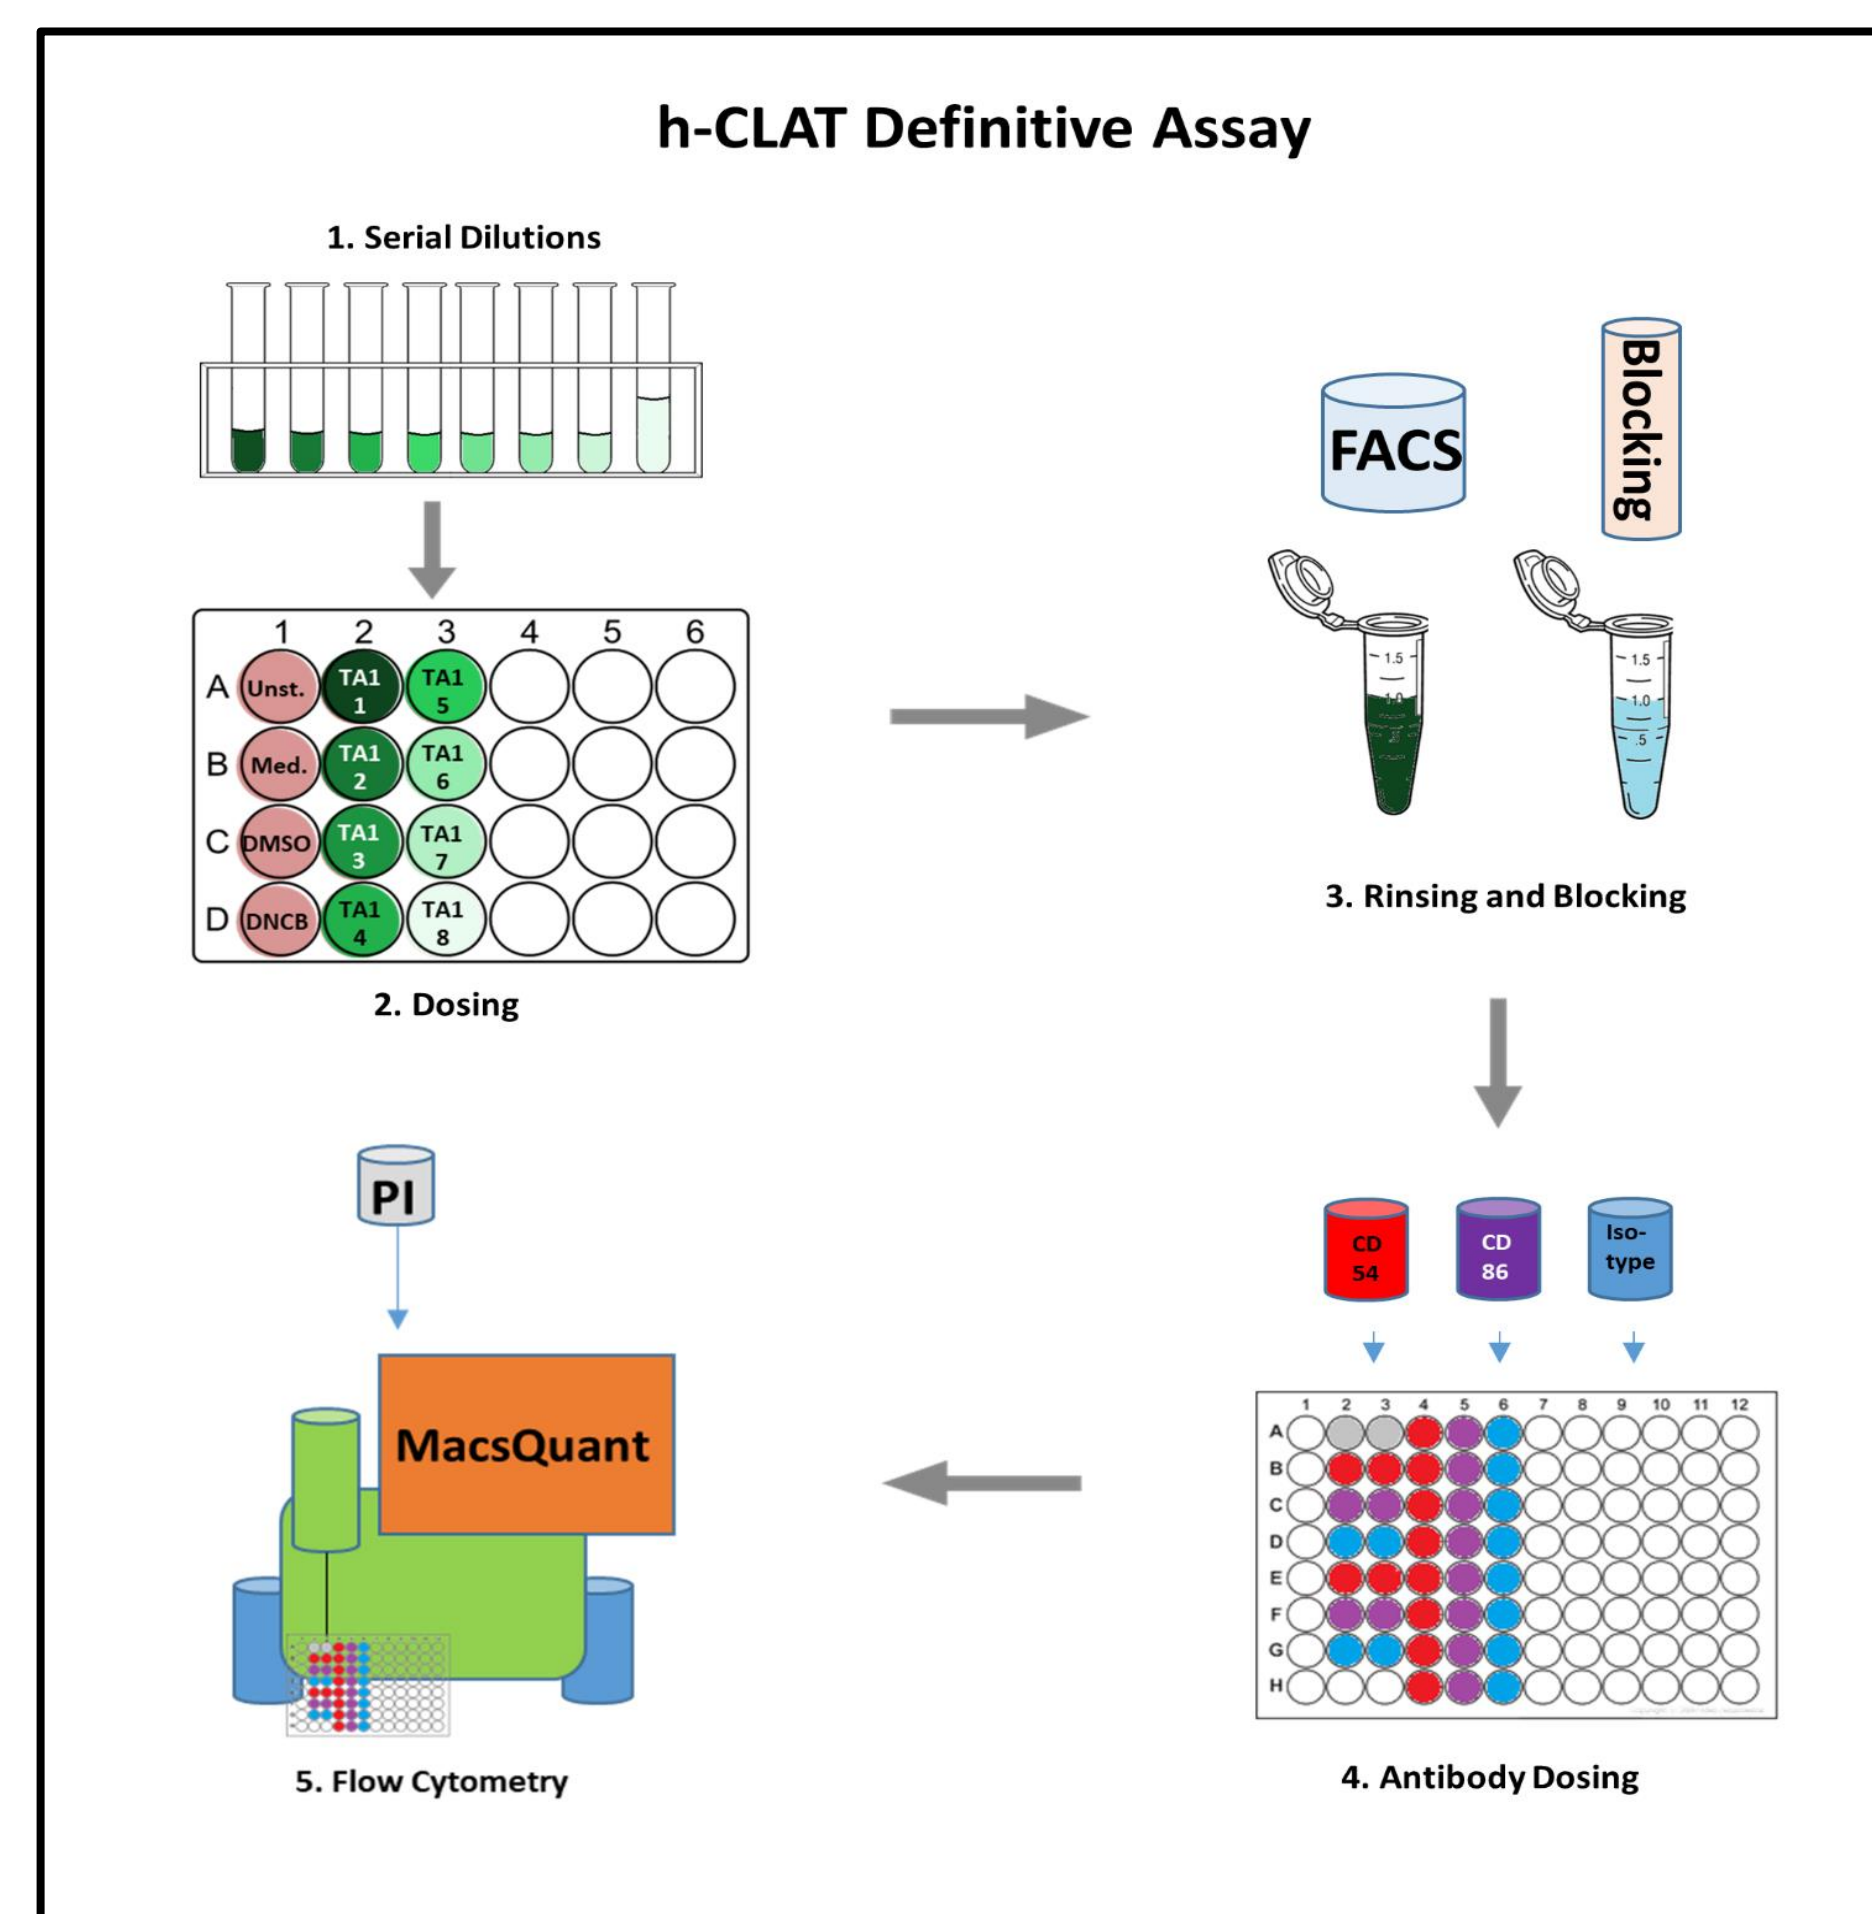 h-CLAT Definitive Assay
1. Serial Dilutions
1 2 3 4 5 6
A Unst. TA1 1 TA1 5
B Med. TA1 2 TA1 6
C DMSO TA1 3 TA1 7
D DNCB TA1 4 TA1 8
2. Dosing
FACS
Blocking
1.5
1.0
1.5
1.0
.5
3. Rinsing and Blocking
CD
54
CD
86
Iso-
type
1 2 3 4 5 6 7 8 9 10 11 12
A
B
C
D
E
F
G
H
4. Antibody Dosing
PI
MacsQuant
5. Flow Cytometry